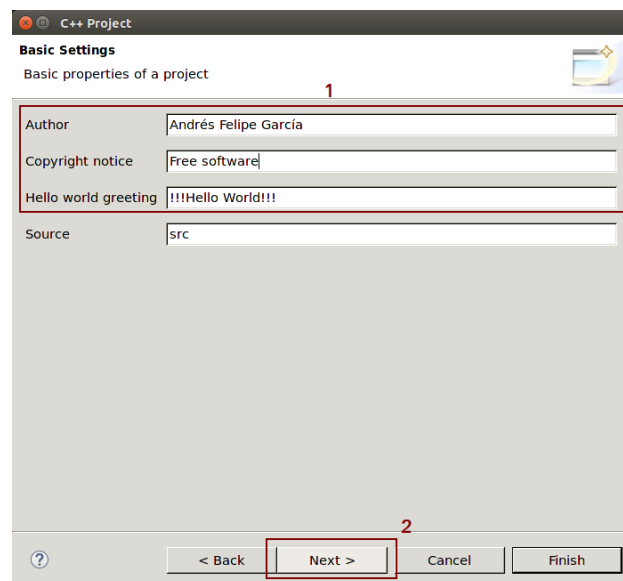 C++ Project
Basic Settings
Basic properties of a project
1
Author Andrés Felipe García
Copyright notice Free software
Hello world greeting !!!Hello World!!!
Source src
2
? < Back Next > Cancel Finish